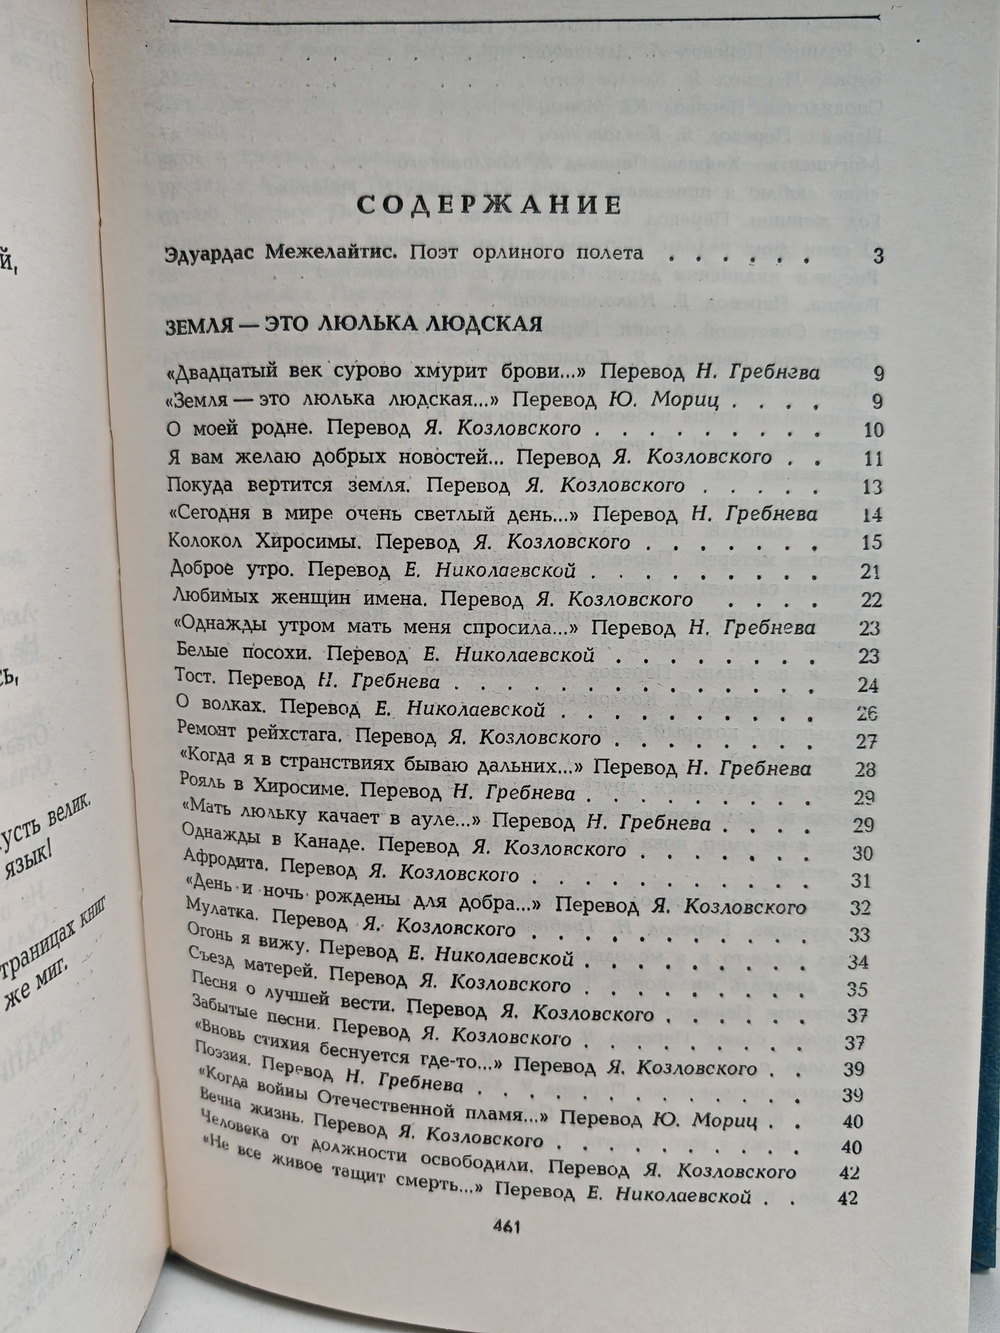 й,
сь,
усть велик.
язык!
траницах книг
же миг.
СОДЕРЖАНИЕ
Эдуардас Межелайтис. Поэт орлиного полета . . . . . . 3
ЗЕМЛЯ — ЭТО ЛЮЛЬКА ЛЮДСКАЯ
«Двадцатый век сурово хмурит брови...» Перевод Н. Гребнева 9
«Земля — это люлька людская...» Перевод Ю. Мориц . . . . 9
О моей родне. Перевод Я. Козловского . . . . . . . . . 10
Я вам желаю добрых новостей... Перевод Я. Козловского . . 11
Покуда вертится земля. Перевод Я. Козловского . . . . . 13
«Сегодня в мире очень светлый день...» Перевод Н. Гребнева 14
Колокол Хиросимы. Перевод Я. Козловского . . . . . . . 15
Доброе утро. Перевод Е. Николаевской . . . . . . . . . 21
Любимых женщин имена. Перевод Я. Козловского . . . . 22
«Однажды утром мать меня спросила...» Перевод Н. Гребнева 23
Белые посохи. Перевод Е. Николаевской . . . . . . . . 23
Тост. Перевод Н. Гребнева . . . . . . . . . . . . . . 24
О волках. Перевод Е. Николаевской . . . . . . . . . . 26
Ремонт рейхстага. Перевод Я. Козловского . . . . . . . . 27
«Когда я в странствиях бываю дальних...» Перевод Н. Гребнева 28
Рояль в Хиросиме. Перевод Н. Гребнева . . . . . . . . . 29
«Мать люльку качает в ауле...» Перевод Н. Гребнева . . . . 29
Однажды в Канаде. Перевод Я. Козловского . . . . . . . 30
Афродита. Перевод Я. Козловского . . . . . . . . . . . 31
«День и ночь рождены для добра...» Перевод Я. Козловского 32
Мулатка. Перевод Я. Козловского . . . . . . . . . . . 33
Огонь я вижу. Перевод Е. Николаевской . . . . . . . . . 34
Съезд матерей. Перевод Я. Козловского . . . . . . . . . 35
Песня о лучшей вести. Перевод Я. Козловского . . . . . . 37
Забытые песни. Перевод Я. Козловского . . . . . . . . . 37
«Вновь стихия беснуется где-то...» Перевод Я. Козловского . . 39
Поэзия. Перевод Н. Гребнева . . . . . . . . . . . . . 39
«Когда войны Отечественной пламя...» Перевод Ю. Мориц . . 40
Вечна жизнь. Перевод Я. Козловского . . . . . . . . . . 40
Человека от должности освободили. Перевод Я. Козловского 42
«Не все живое тащит смерть...» Перевод Е. Николаевской . . 42
461